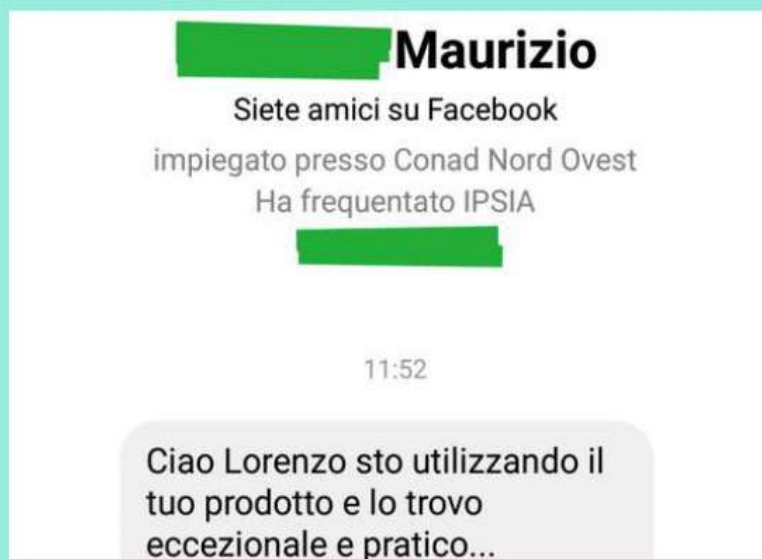 Maurizio
Siete amici su Facebook
impiegato presso Conad Nord Ovest
Ha frequentato IPSIA
11:52
Ciao Lorenzo sto utilizzando il
tuo prodotto e lo trovo
eccezionale e pratico...